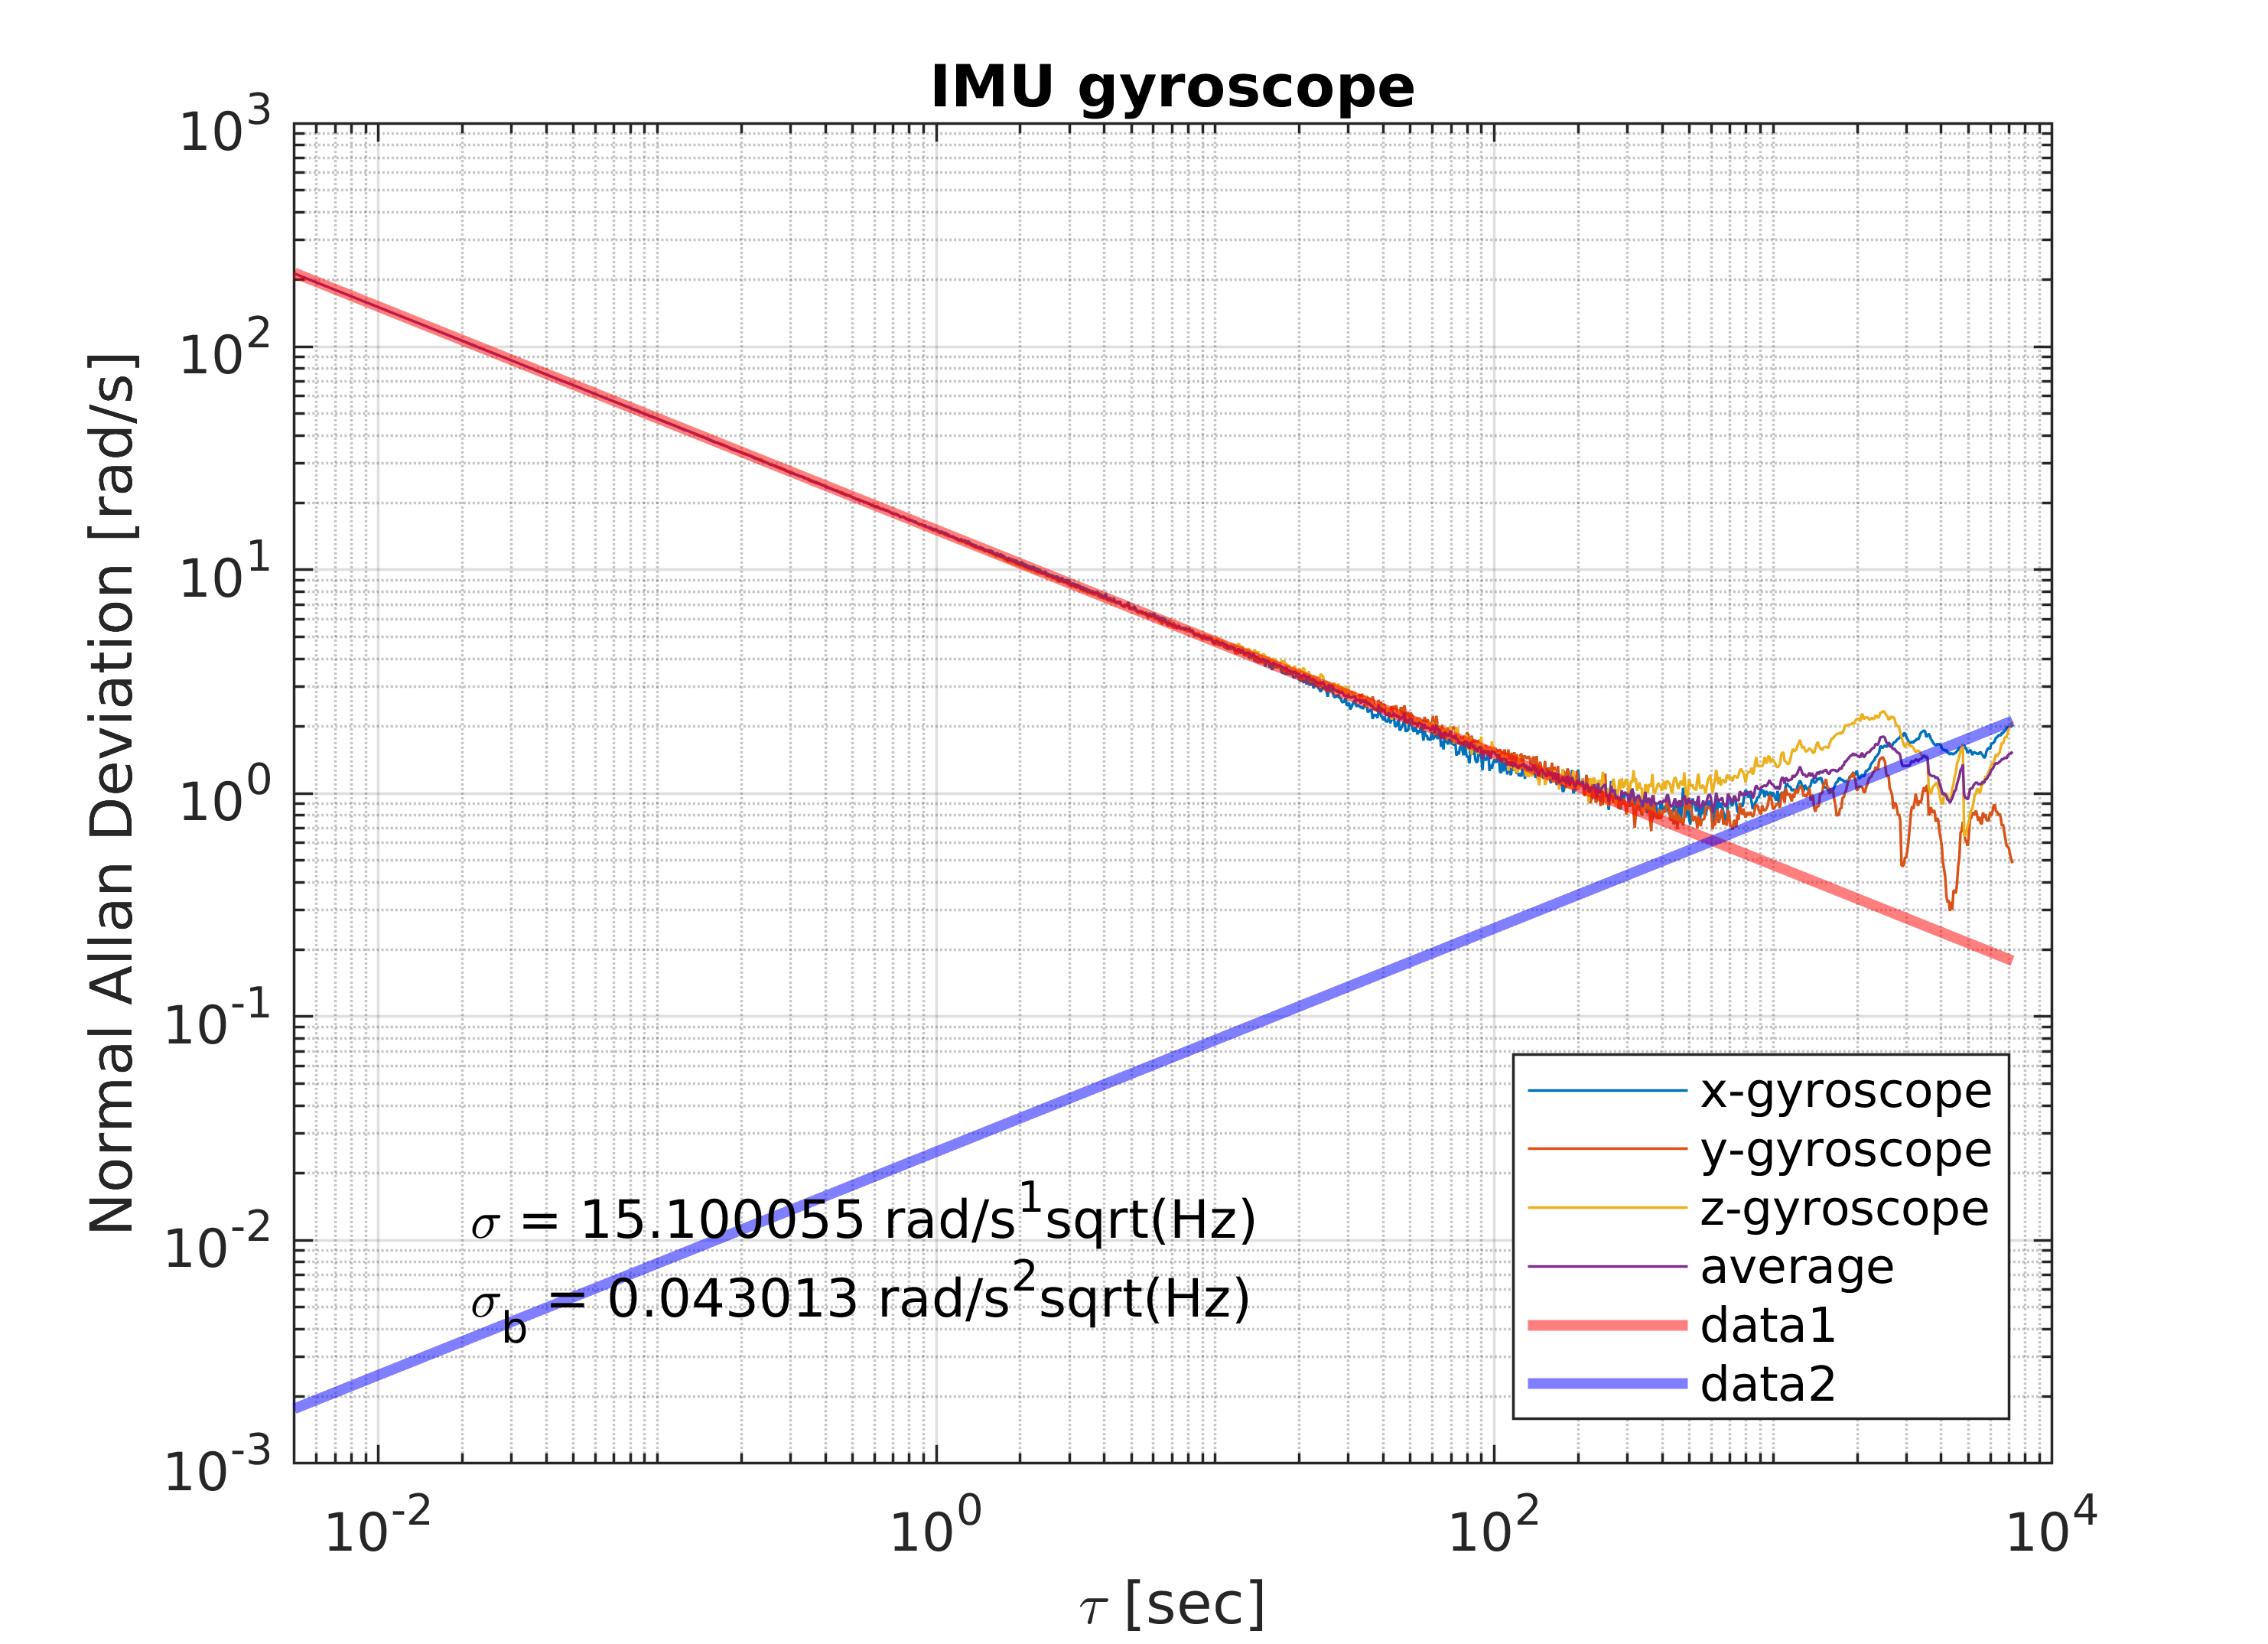 IMU gyroscope
Normal Allan Deviation [rad/s]
10^3
10^2
10^1
10^0
10^-1
10^-2
10^-3
σ = 15.100055 rad/s^1sqrt(Hz)
σ_b = 0.043013 rad/s^2sqrt(Hz)
x-gyroscope
y-gyroscope
z-gyroscope
average
data1
data2
10^-2 10^0 10^2 10^4
τ [sec]